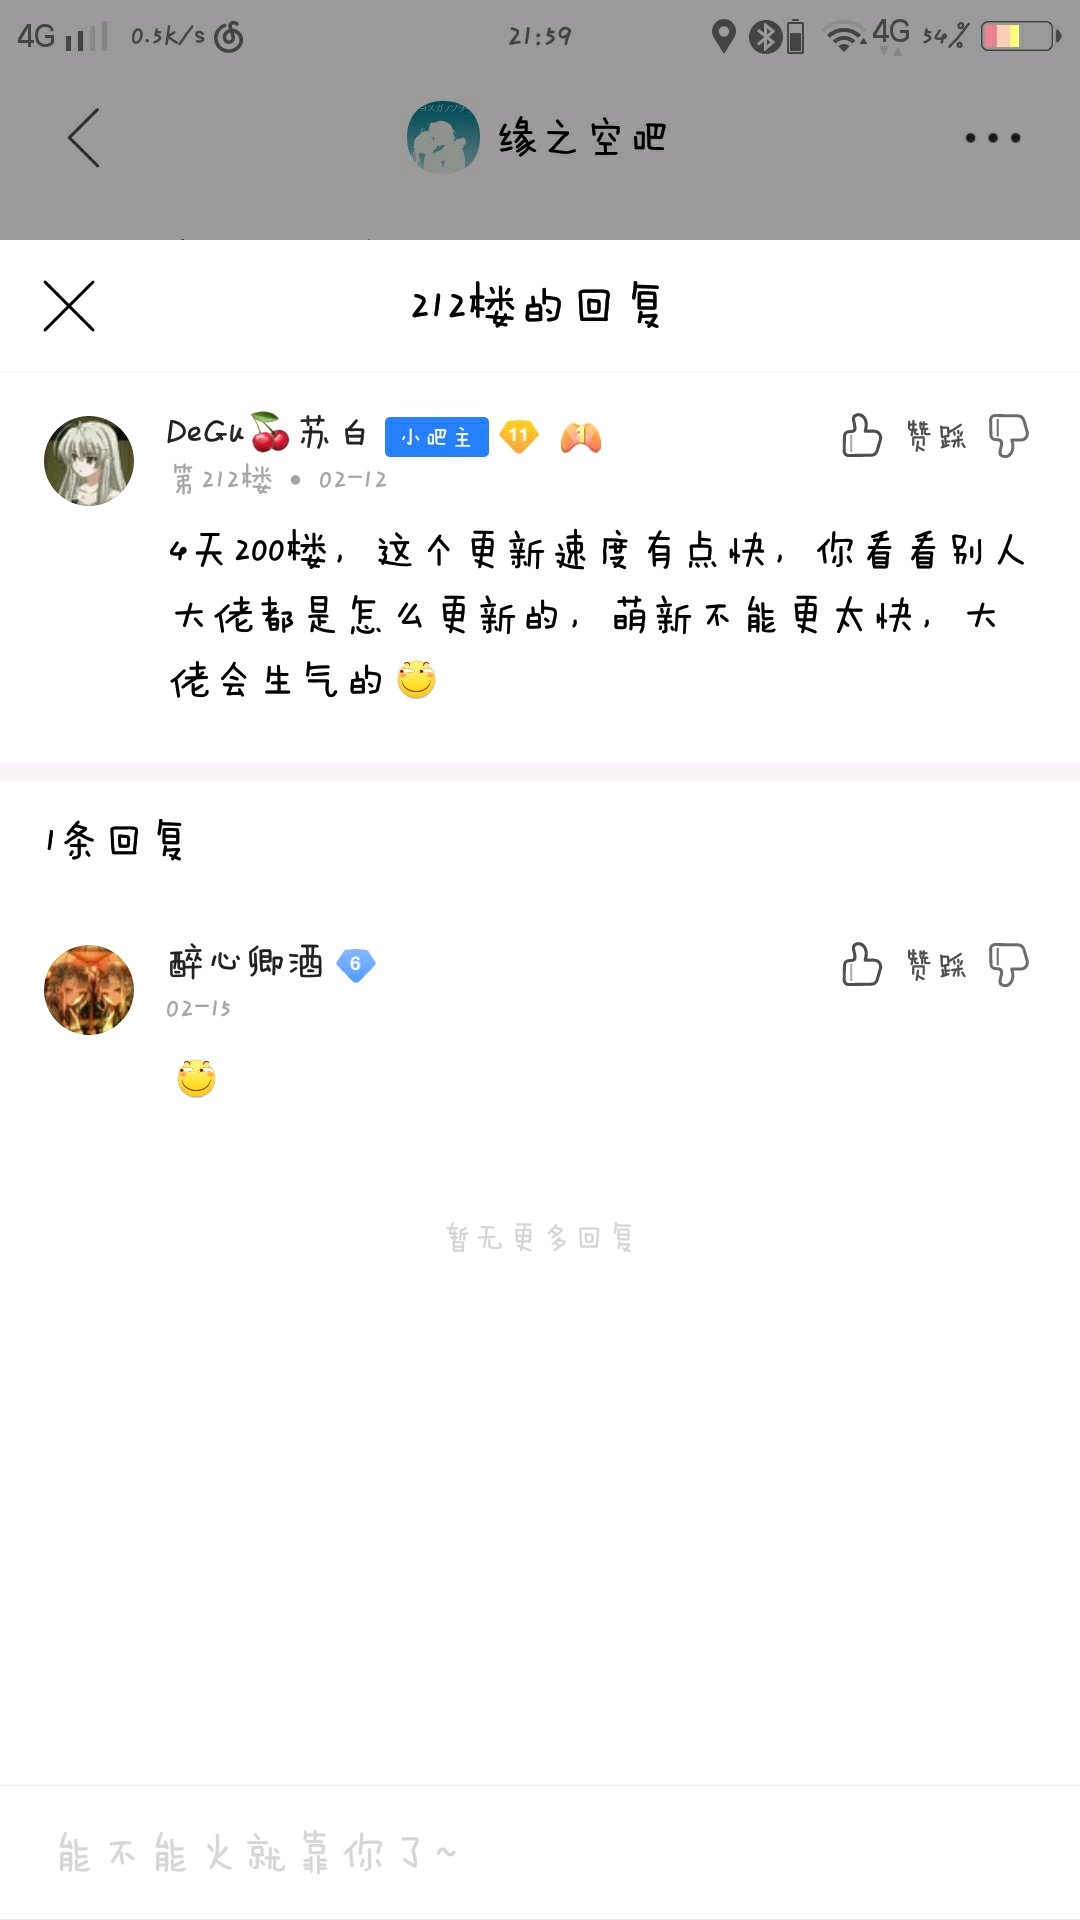 4G 0.5k/s 21:59 4G 54%
缘之空吧
212楼的回复
DeGu🍒苏白 小吧主 11 1
第212楼 • 02-12
赞踩
4天200楼，这个更新速度有点快，你看看别人
大佬都是怎么更新的，萌新不能更太快，大
佬会生气的
1条回复
醉心卿酒 6
02-15
赞踩
暂无更多回复
能不能火就靠你了~